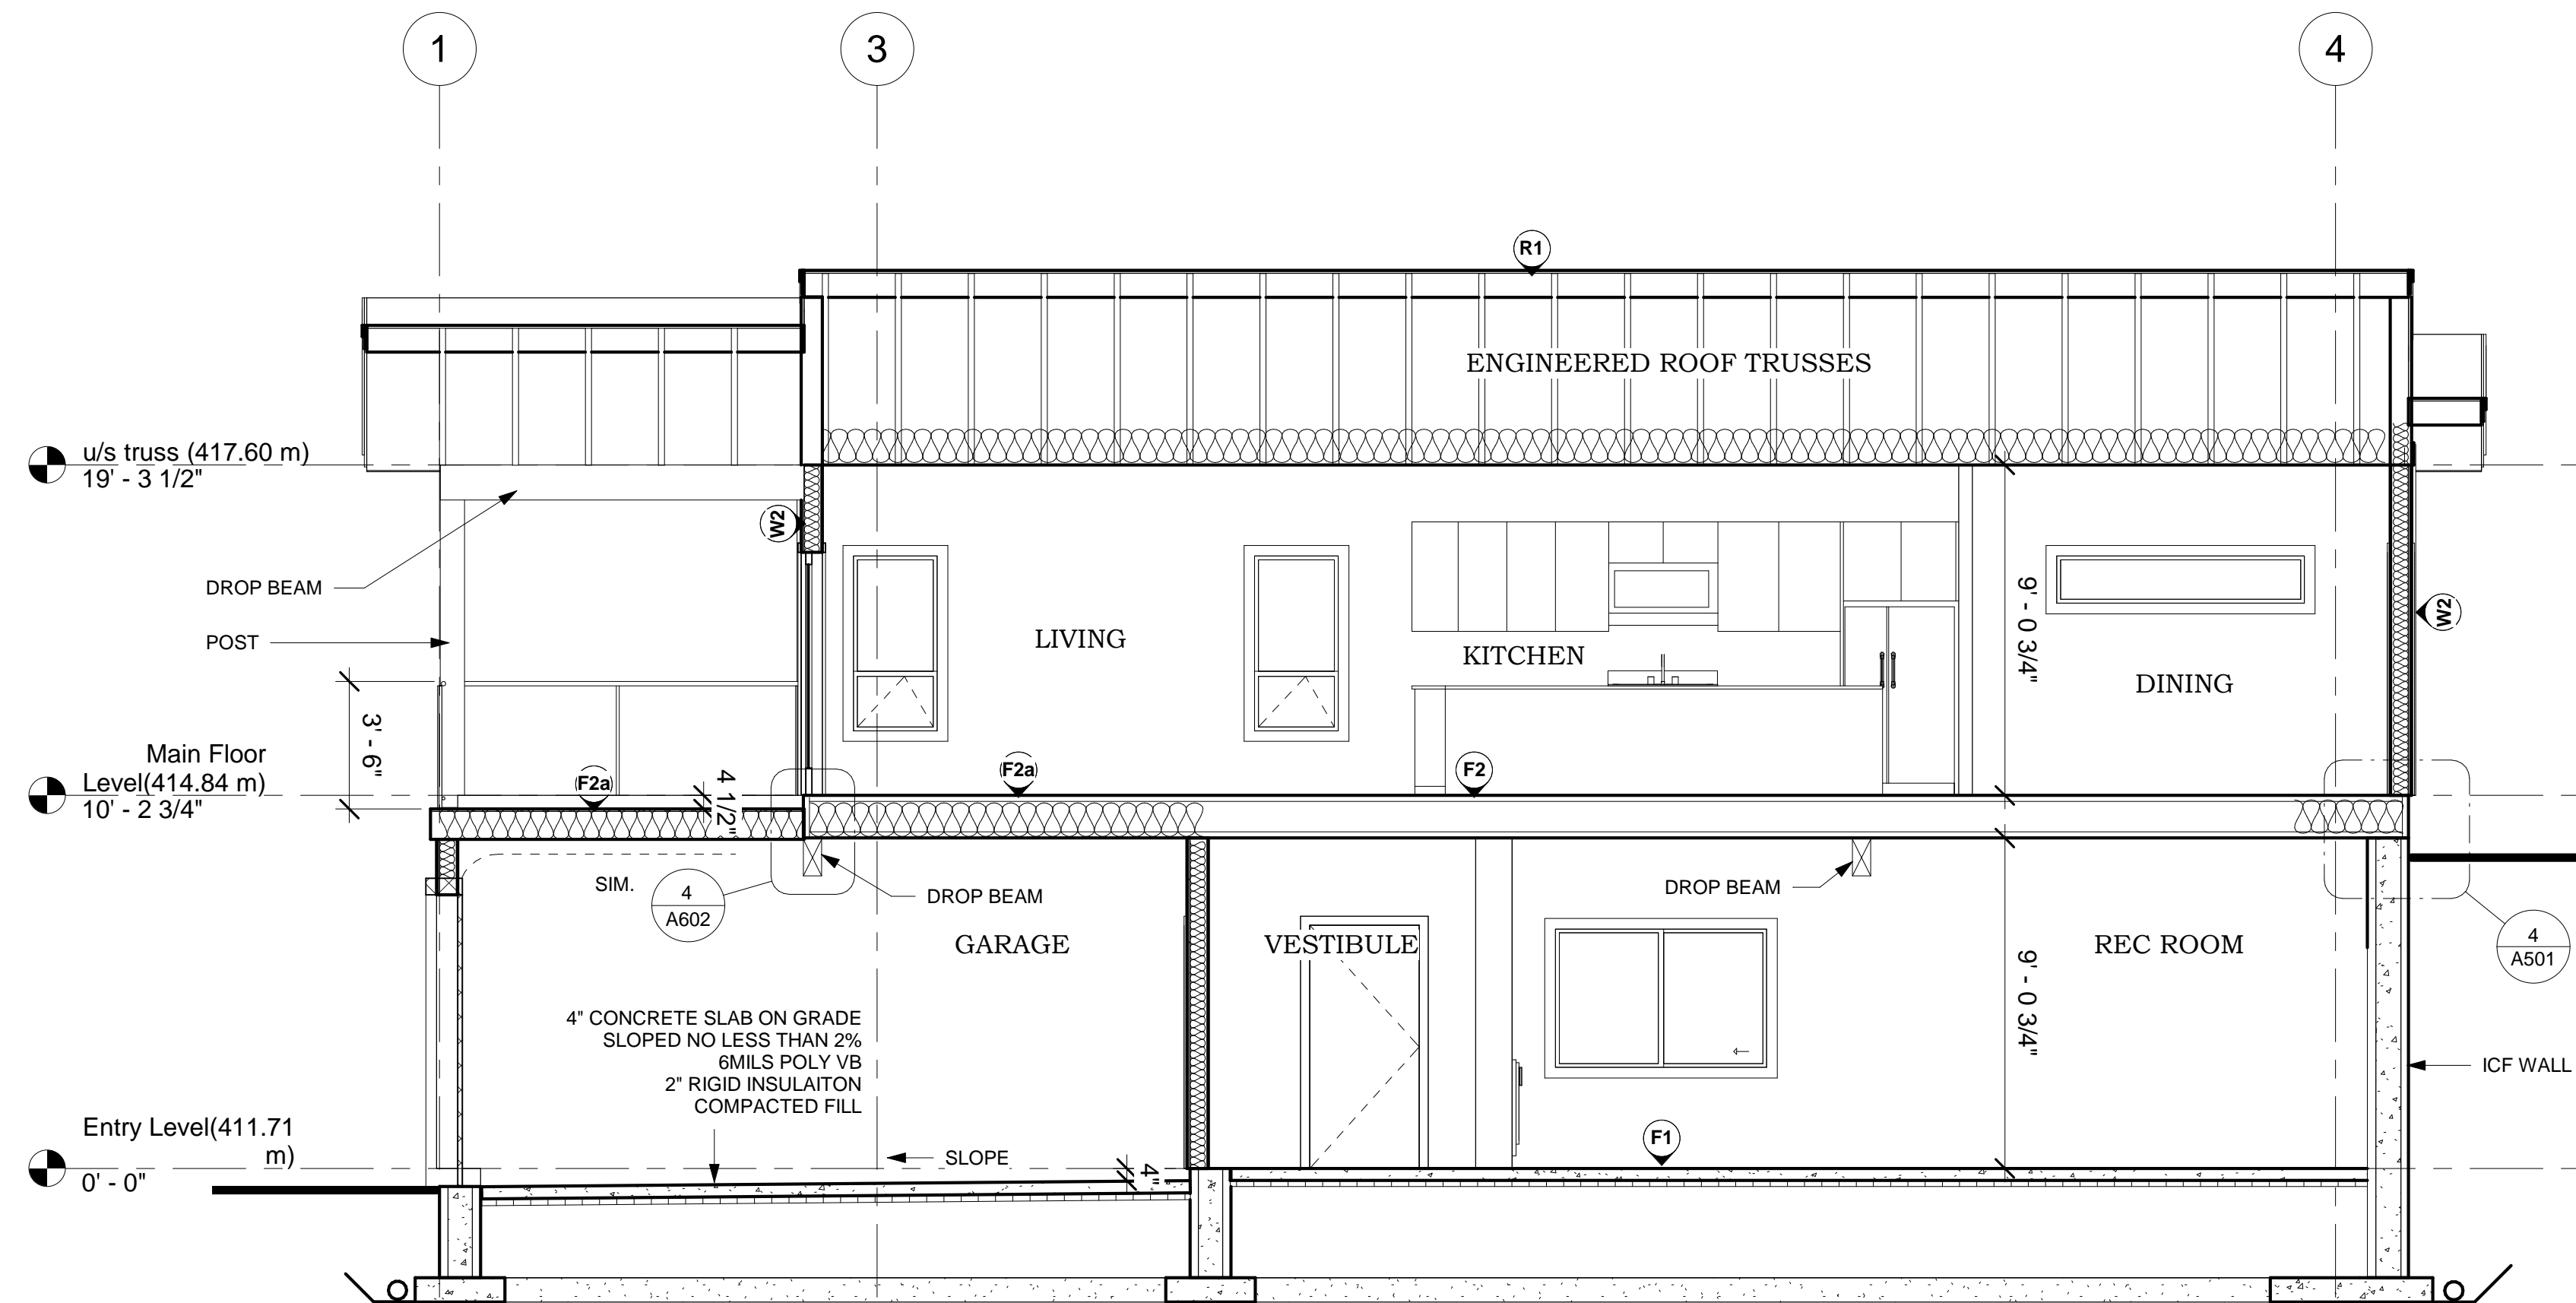 1
3
4
R1
ENGINEERED ROOF TRUSSES
u/s truss (417.60 m)
19' - 3 1/2"
W2
DROP BEAM
9' - 0 3/4"
W2
POST
LIVING
KITCHEN
DINING
3' - 6"
Main Floor
Level(414.84 m)
10' - 2 3/4"
F2a
4 1/2"
F2a
F2
SIM.
4
A602
DROP BEAM
DROP BEAM
GARAGE
VESTIBULE
REC ROOM
4
A501
9' - 0 3/4"
4" CONCRETE SLAB ON GRADE
SLOPED NO LESS THAN 2%
6MILS POLY VB
2" RIGID INSULAITON
COMPACTED FILL
ICF WALL
Entry Level(411.71
m)
0' - 0"
SLOPE
4"
F1